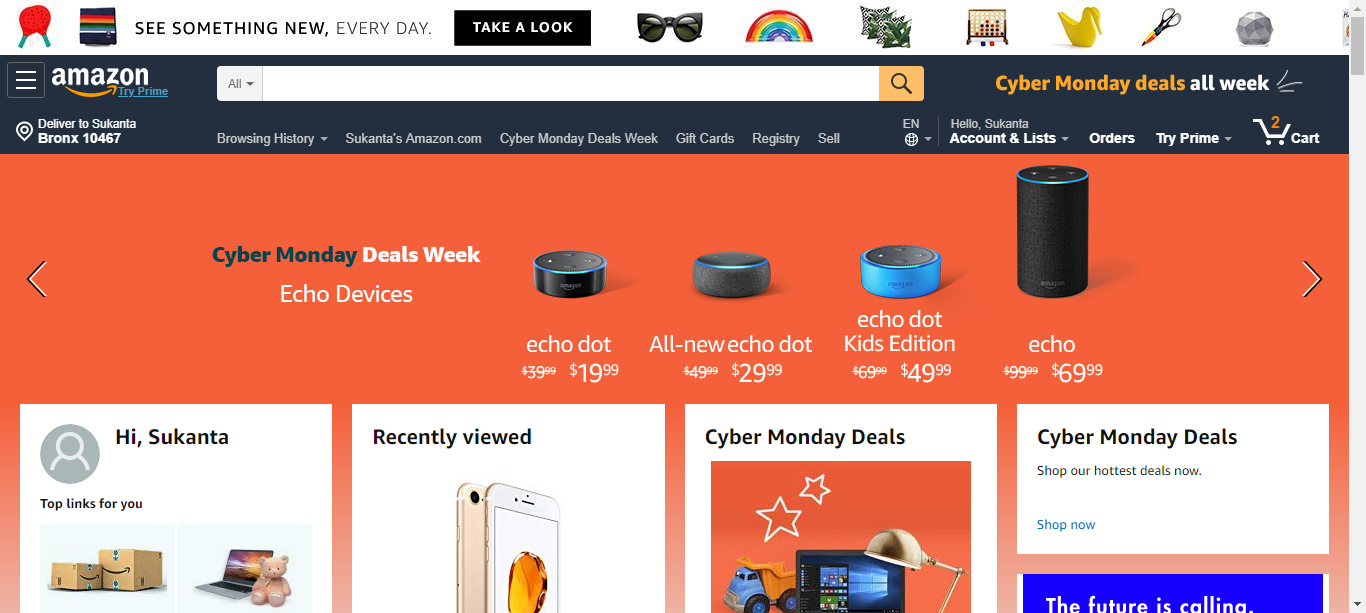 SEE SOMETHING NEW, EVERY DAY.
TAKE A LOOK
amazon
Try Prime
All
Cyber Monday deals all week
Deliver to Sukanta
Bronx 10467
Browsing History
Sukanta's Amazon.com
Cyber Monday Deals Week
Gift Cards
Registry
Sell
EN
Hello, Sukanta
Account & Lists
Orders
Try Prime
2
Cart
Cyber Monday Deals Week
Echo Devices
echo dot
$39.99 $19.99
All-new echo dot
$49.99 $29.99
echo dot
Kids Edition
$69.99 $49.99
echo
$99.99 $69.99
Hi, Sukanta
Top links for you
Recently viewed
Cyber Monday Deals
Cyber Monday Deals
Shop our hottest deals now.
Shop now
The future is calling.